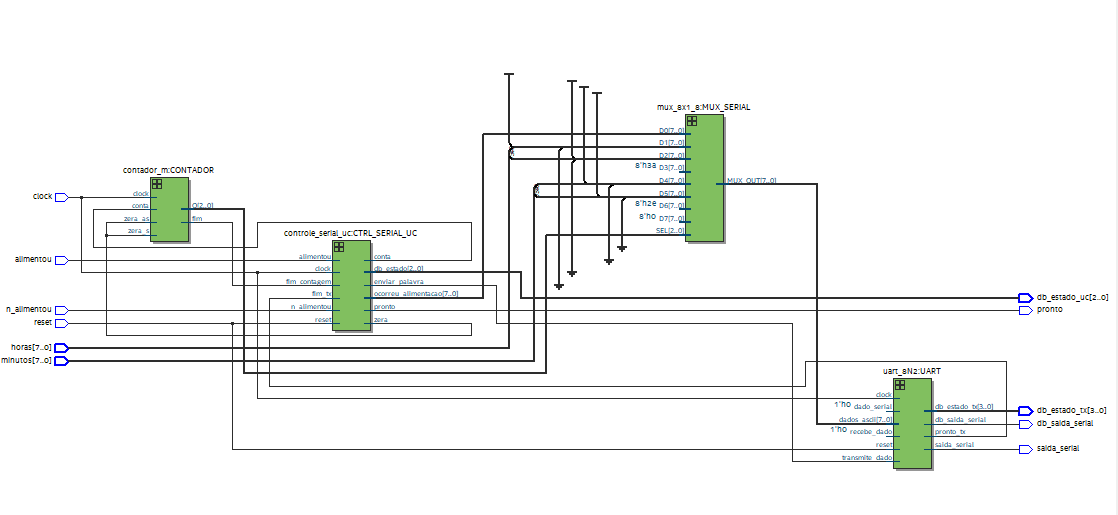 mux_8x1_8:MUX_SERIAL
D0[7..0]
D1[7..0]
D2[7..0]
8'h3a D3[7..0]
D4[7..0]
D5[7..0]
8'h2e D6[7..0]
8'h0 D7[7..0]
SEL[2..0]
MUX_OUT[7..0]
contador_m:CONTADOR
clock
conta
zera_as
zera_s
Q[2..0]
fim
clock
alimentou
n_alimentou
reset
horas[7..0]
minutos[7..0]
controle_serial_uc:CTRL_SERIAL_UC
alimentou
clock
fim_contagem
fim_tx
n_alimentou
reset
conta
db_estado[2..0]
enviar_palavra
ocorreu_alimentacao[7..0]
pronto
zera
db_estado_uc[2..0]
pronto
uart_8N2:UART
clock
1'h0 dado_serial
dados_ascii[7..0]
1'h0 recebe_dado
reset
transmite_dado
db_estado_tx[3..0]
db_saida_serial
pronto_tx
saida_serial
db_estado_tx[3..0]
db_saida_serial
saida_serial